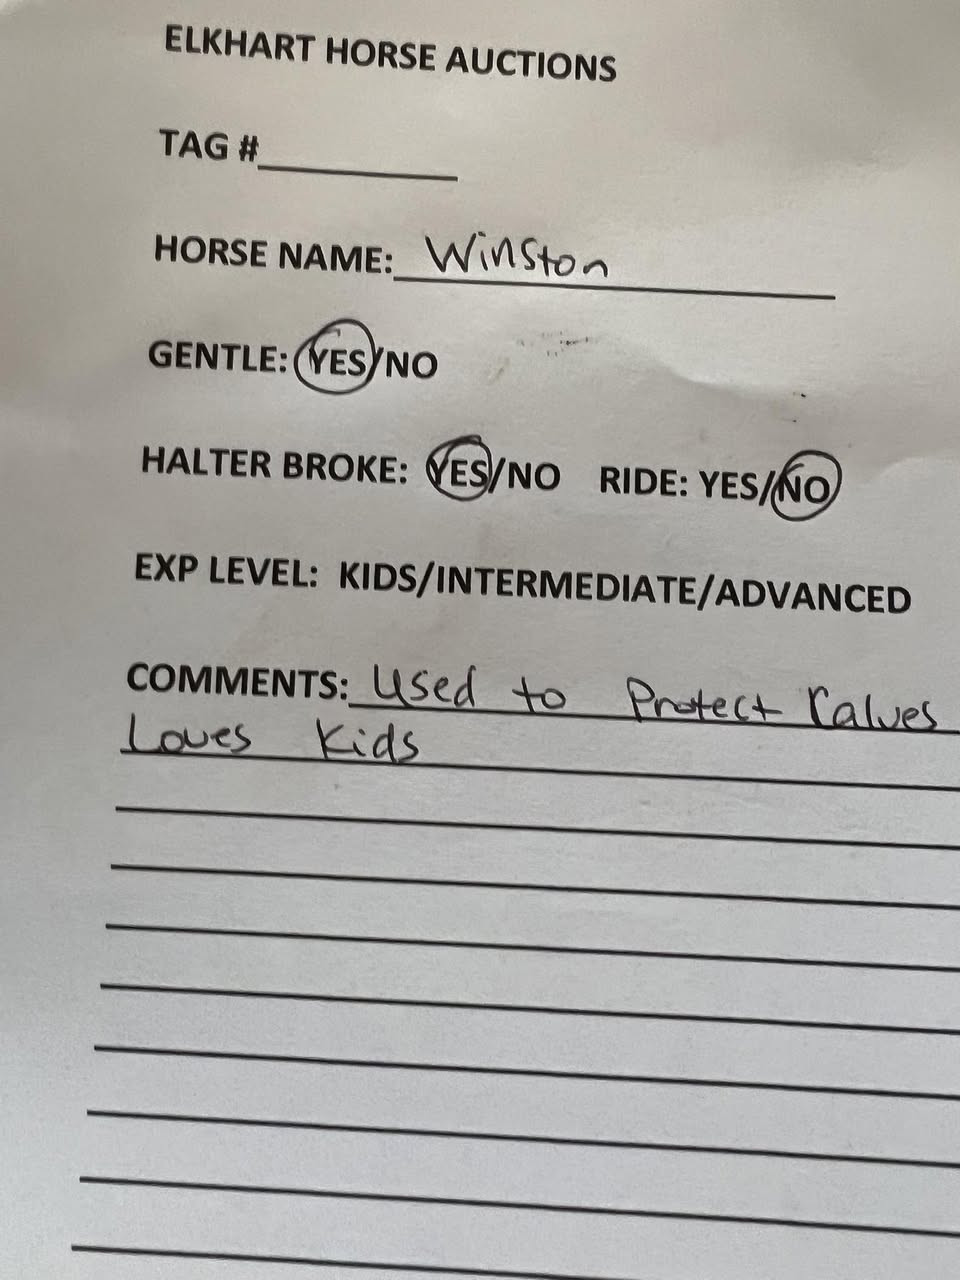 ELKHART HORSE AUCTIONS
TAG #
HORSE NAME: Winston
GENTLE: YES/NO
HALTER BROKE: YES/NO RIDE: YES/NO
EXP LEVEL: KIDS/INTERMEDIATE/ADVANCED
COMMENTS: Used to Protect Calves
Loves Kids